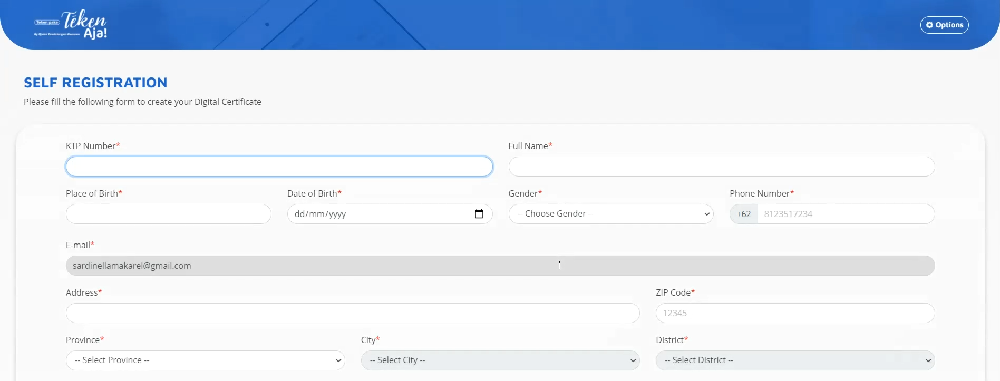 Teken pake Téken Aja!
By Djelas Tandatangan Bersama
Options
SELF REGISTRATION
Please fill the following form to create your Digital Certificate
KTP Number* Full Name*
Place of Birth* Date of Birth* Gender* Phone Number*
dd/mm/yyyy -- Choose Gender -- +62 8123517234
E-mail*
sardinellamakarel@gmail.com
Address* ZIP Code*
12345
Province* City* District*
-- Select Province -- -- Select City -- -- Select District --